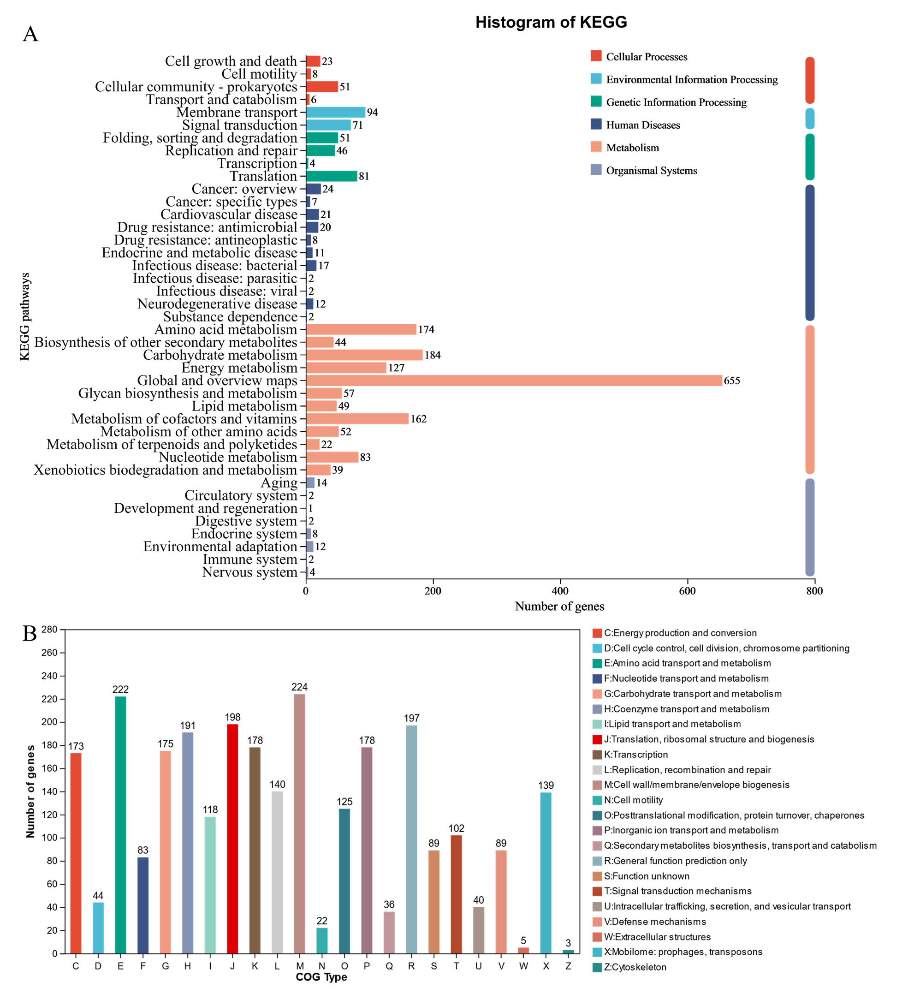 A
Histogram of KEGG
Cellular Processes
Environmental Information Processing
Genetic Information Processing
Human Diseases
Metabolism
Organismal Systems
KEGG pathways
Cell growth and death 23
Cell motility 8
Cellular community - prokaryotes 51
Transport and catabolism 6
Membrane transport 94
Signal transduction 71
Folding, sorting and degradation 51
Replication and repair 46
Transcription 4
Translation 81
Cancer: overview 24
Cancer: specific types 7
Cardiovascular disease 21
Drug resistance: antimicrobial 20
Drug resistance: antineoplastic 8
Endocrine and metabolic disease 11
Infectious disease: bacterial 17
Infectious disease: parasitic 2
Infectious disease: viral 2
Neurodegenerative disease 12
Substance dependence 2
Amino acid metabolism 174
Biosynthesis of other secondary metabolites 44
Carbohydrate metabolism 184
Energy metabolism 127
Global and overview maps 655
Glycan biosynthesis and metabolism 57
Lipid metabolism 49
Metabolism of cofactors and vitamins 162
Metabolism of other amino acids 52
Metabolism of terpenoids and polyketides 22
Nucleotide metabolism 83
Xenobiotics biodegradation and metabolism 39
Aging 14
Circulatory system 2
Development and regeneration 1
Digestive system 2
Endocrine system 8
Environmental adaptation 12
Immune system 2
Nervous system 4
0 200 400 600 800
Number of genes
B
Number of genes
280
260
240
220
200
180
160
140
120
100
80
60
40
20
0
173 44 222 83 175 191 118 198 178 140 224 22 125 178 36 197 89 102 40 89 5 139 3
C D E F G H I J K L M N O P Q R S T U V W X Z
COG Type
C:Energy production and conversion
D:Cell cycle control, cell division, chromosome partitioning
E:Amino acid transport and metabolism
F:Nucleotide transport and metabolism
G:Carbohydrate transport and metabolism
H:Coenzyme transport and metabolism
I:Lipid transport and metabolism
J:Translation, ribosomal structure and biogenesis
K:Transcription
L:Replication, recombination and repair
M:Cell wall/membrane/envelope biogenesis
N:Cell motility
O:Posttranslational modification, protein turnover, chaperones
P:Inorganic ion transport and metabolism
Q:Secondary metabolites biosynthesis, transport and catabolism
R:General function prediction only
S:Function unknown
T:Signal transduction mechanisms
U:Intracellular trafficking, secretion, and vesicular transport
V:Defense mechanisms
W:Extracellular structures
X:Mobilome: prophages, transposons
Z:Cytoskeleton